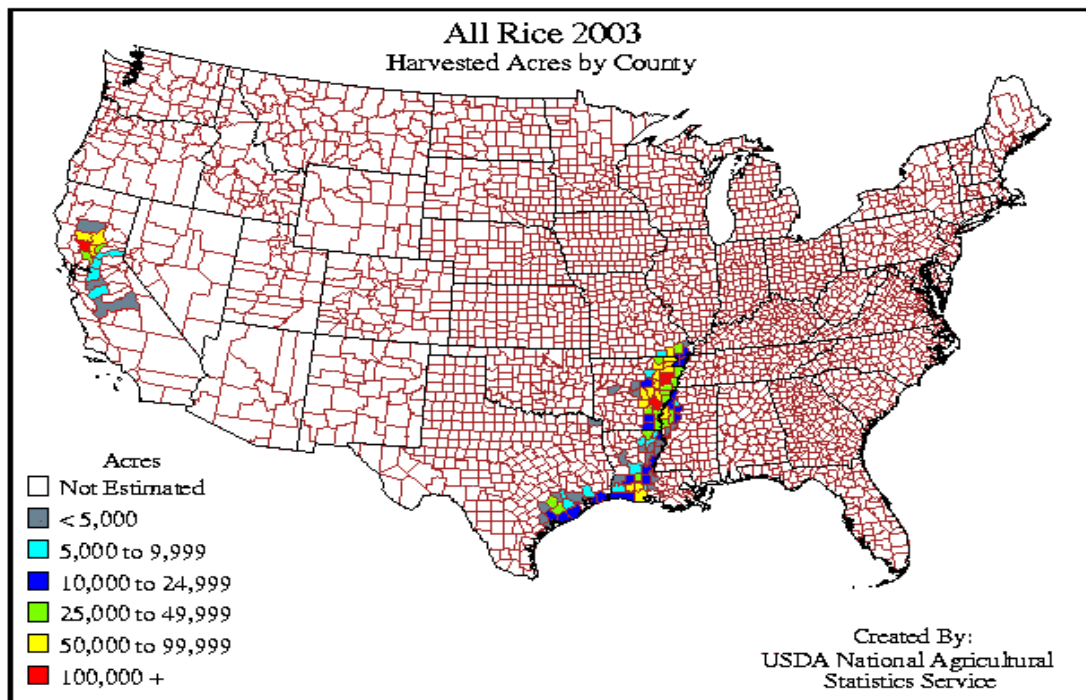 All Rice 2003
Harvested Acres by County
Acres
Not Estimated
< 5,000
5,000 to 9,999
10,000 to 24,999
25,000 to 49,999
50,000 to 99,999
100,000 +
Created By:
USDA National Agricultural
Statistics Service